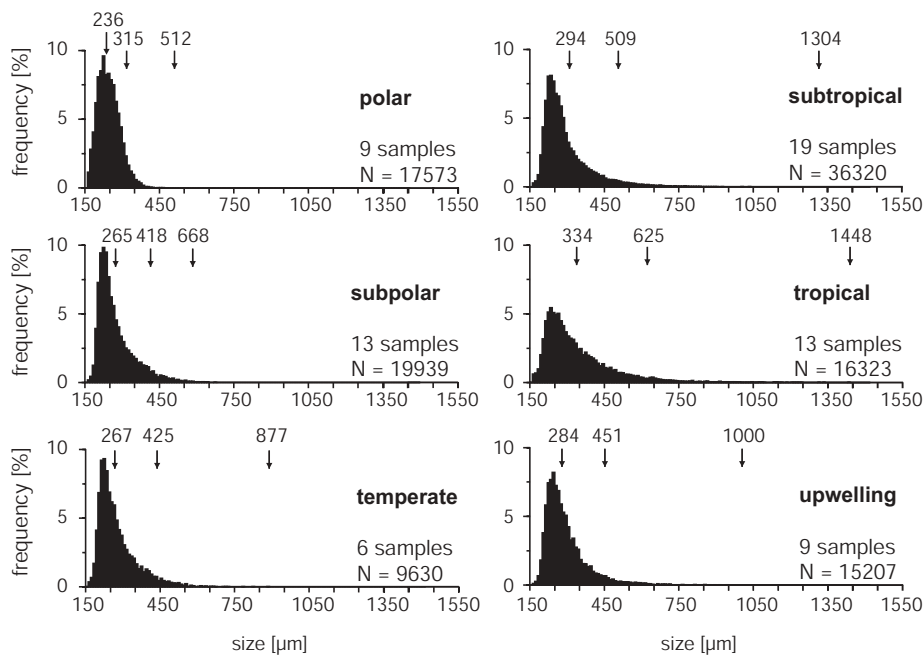 236
315 512
10
5
0
frequency [%]
polar
9 samples
N = 17573
150 450 750 1050 1350 1550
294 509 1304
10
5
0
subtropical
19 samples
N = 36320
150 450 750 1050 1350 1550
265 418 668
10
5
0
frequency [%]
subpolar
13 samples
N = 19939
150 450 750 1050 1350 1550
334 625 1448
10
5
0
tropical
13 samples
N = 16323
150 450 750 1050 1350 1550
267 425 877
10
5
0
frequency [%]
temperate
6 samples
N = 9630
150 450 750 1050 1350 1550
size [µm]
284 451 1000
10
5
0
upwelling
9 samples
N = 15207
150 450 750 1050 1350 1550
size [µm]